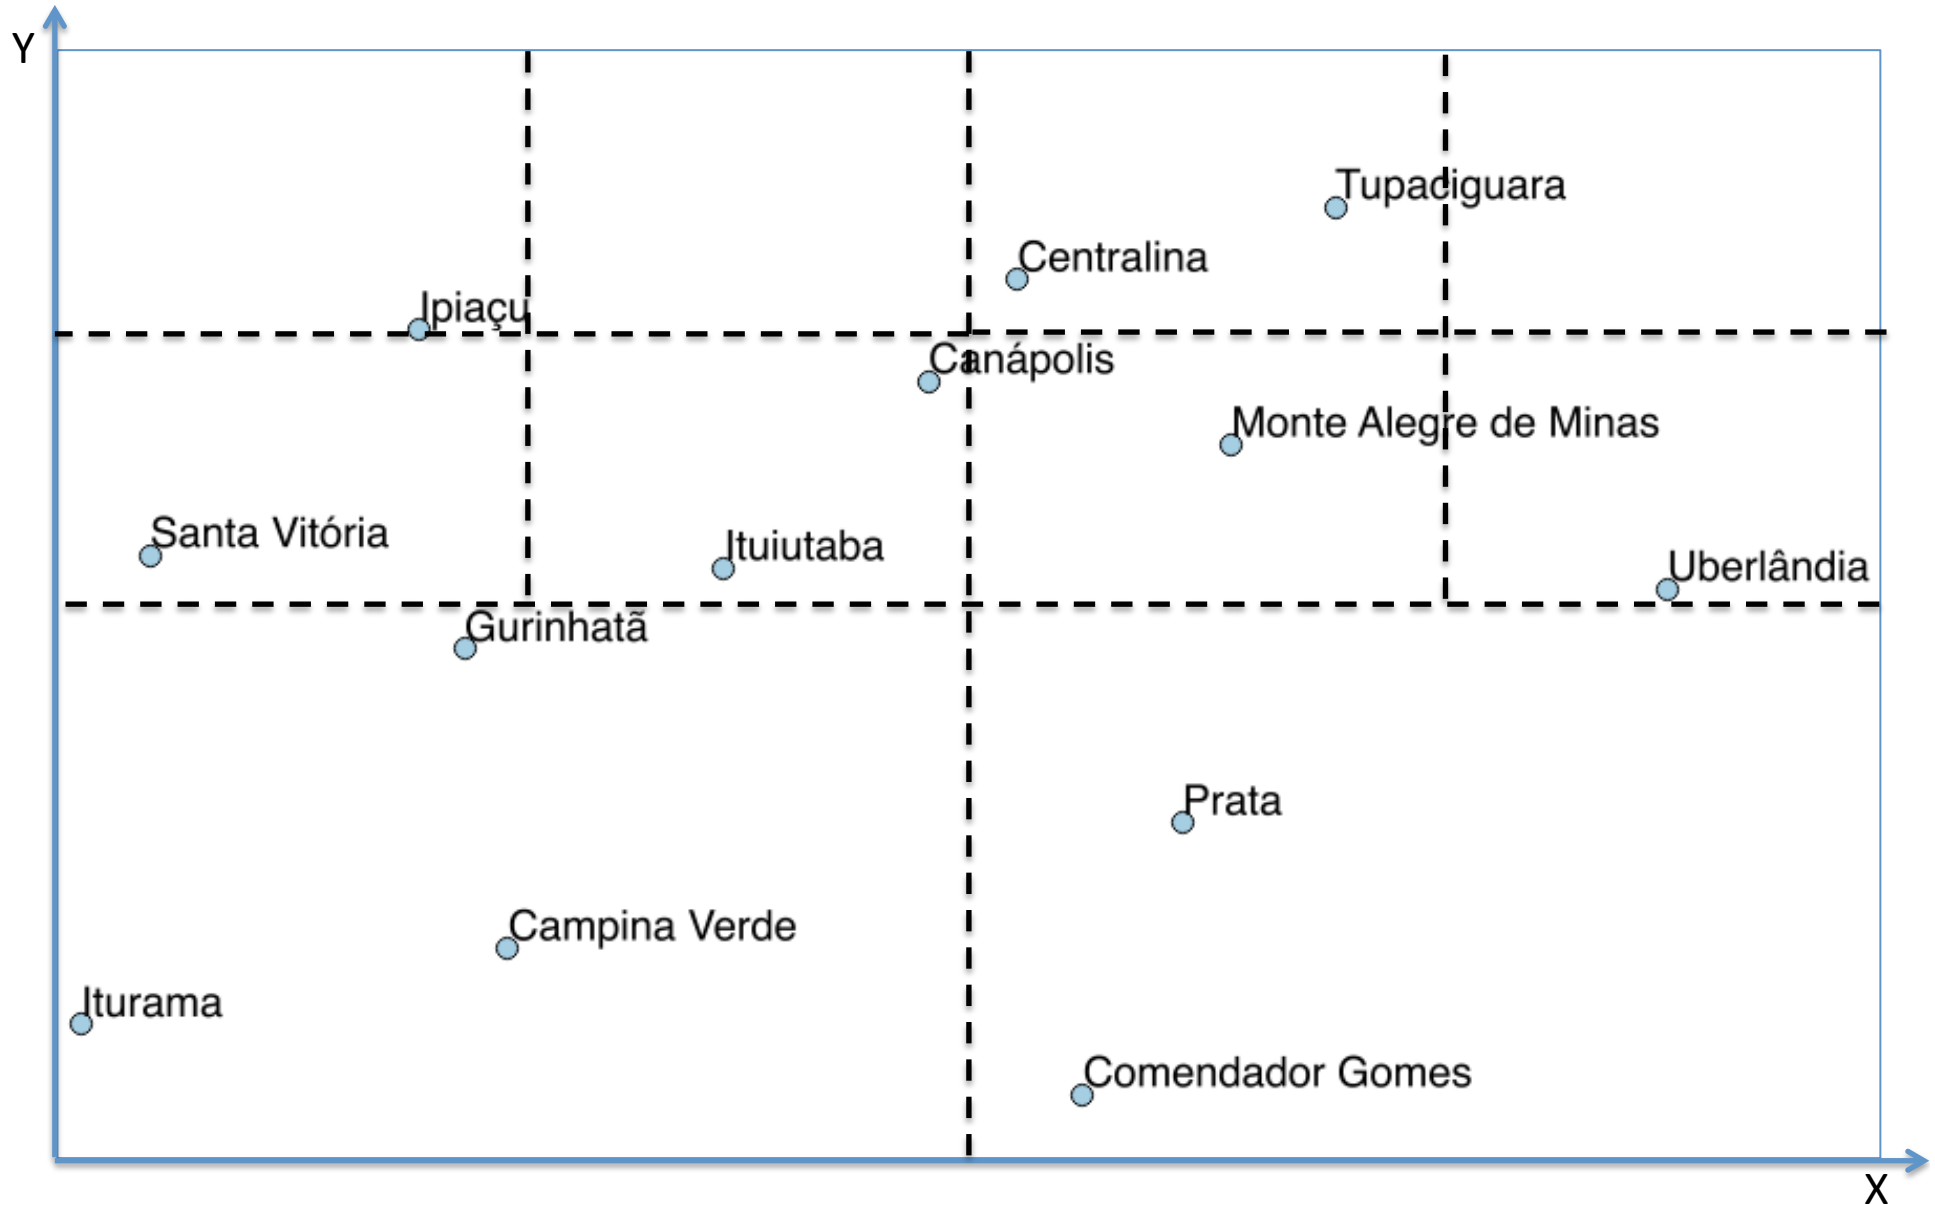 Y
Tupaciguara
Centralina
Ipiaçu
Canápolis
Monte Alegre de Minas
Santa Vitória
Ituiutaba
Uberlândia
Gurinhatã
Prata
Campina Verde
Iturama
Comendador Gomes
X